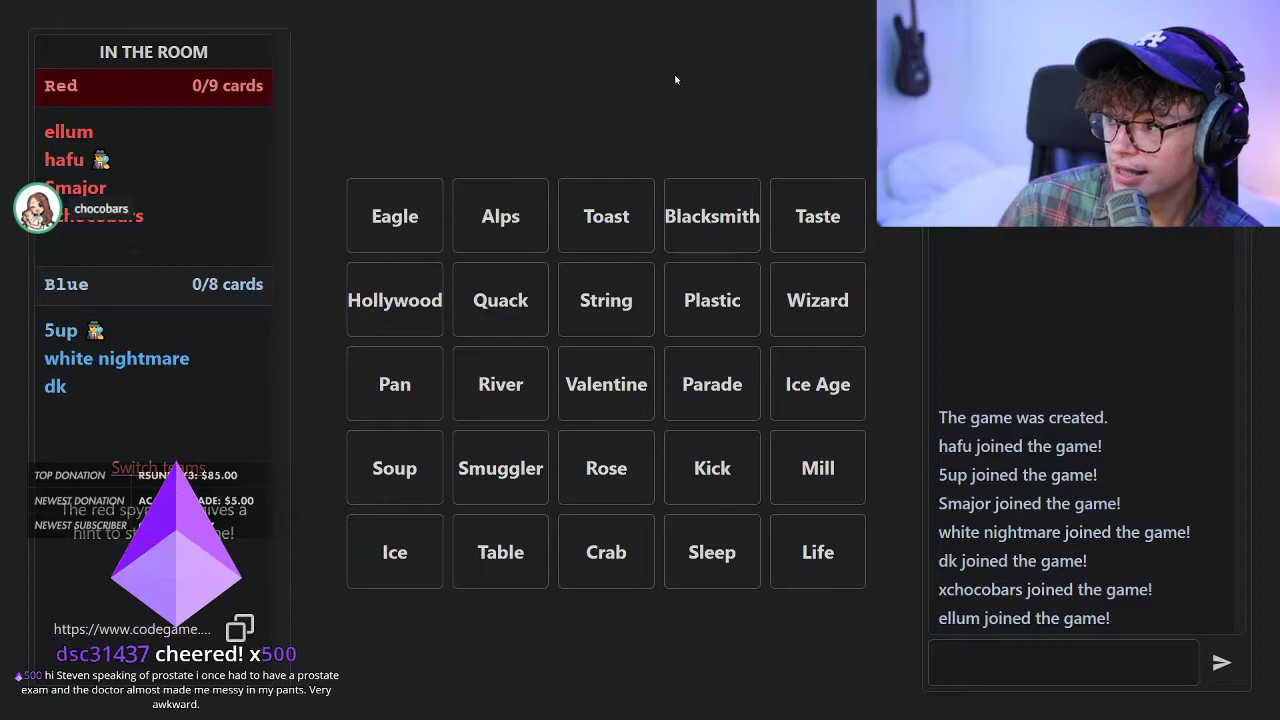 IN THE ROOM
Red 0/9 cards
ellum
hafu
Smajor
chocobars
Blue 0/8 cards
5up
white nightmare
dk
Switch teams
TOP DONATION
NEWEST DONATION
NEWEST SUBSCRIBER
https://www.codegame....
dsc31437 cheered! x500
500 hi Steven speaking of prostate i once had to have a prostate
exam and the doctor almost made me messy in my pants. Very
awkward.
Eagle Alps Toast Blacksmith Taste
Hollywood Quack String Plastic Wizard
Pan River Valentine Parade Ice Age
Soup Smuggler Rose Kick Mill
Ice Table Crab Sleep Life
The game was created.
hafu joined the game!
5up joined the game!
Smajor joined the game!
white nightmare joined the game!
dk joined the game!
xchocobars joined the game!
ellum joined the game!